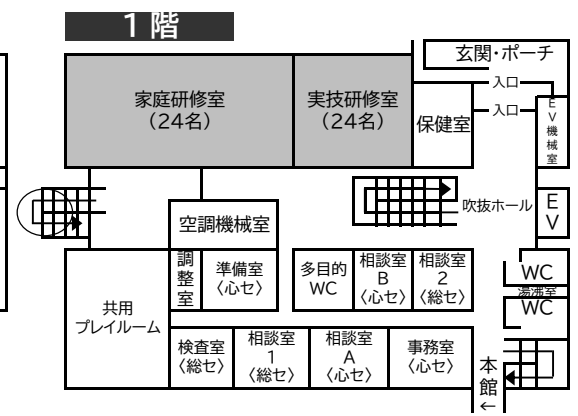 1 階
玄関・ポーチ
入口
入口
家庭研修室
（24名）
実技研修室
（24名）
保健室
EV機械室
吹抜ホール
EV
空調機械室
調整室
準備室
〈心セ〉
多目的
WC
相談室
B
〈心セ〉
相談室
2
〈総セ〉
WC
湯沸室
WC
共用
プレイルーム
検査室
〈総セ〉
相談室
1
〈総セ〉
相談室
A
〈心セ〉
事務室
〈心セ〉
本館←